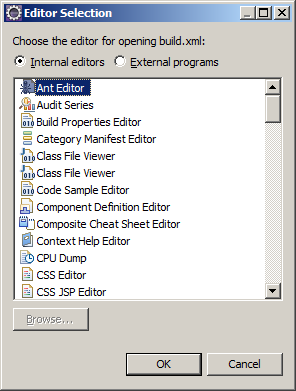 Editor Selection
Choose the editor for opening build.xml:
Internal editors External programs
Ant Editor
Audit Series
Build Properties Editor
Category Manifest Editor
Class File Viewer
Class File Viewer
Code Sample Editor
Component Definition Editor
Composite Cheat Sheet Editor
Context Help Editor
CPU Dump
CSS Editor
CSS JSP Editor
Browse...
OK Cancel